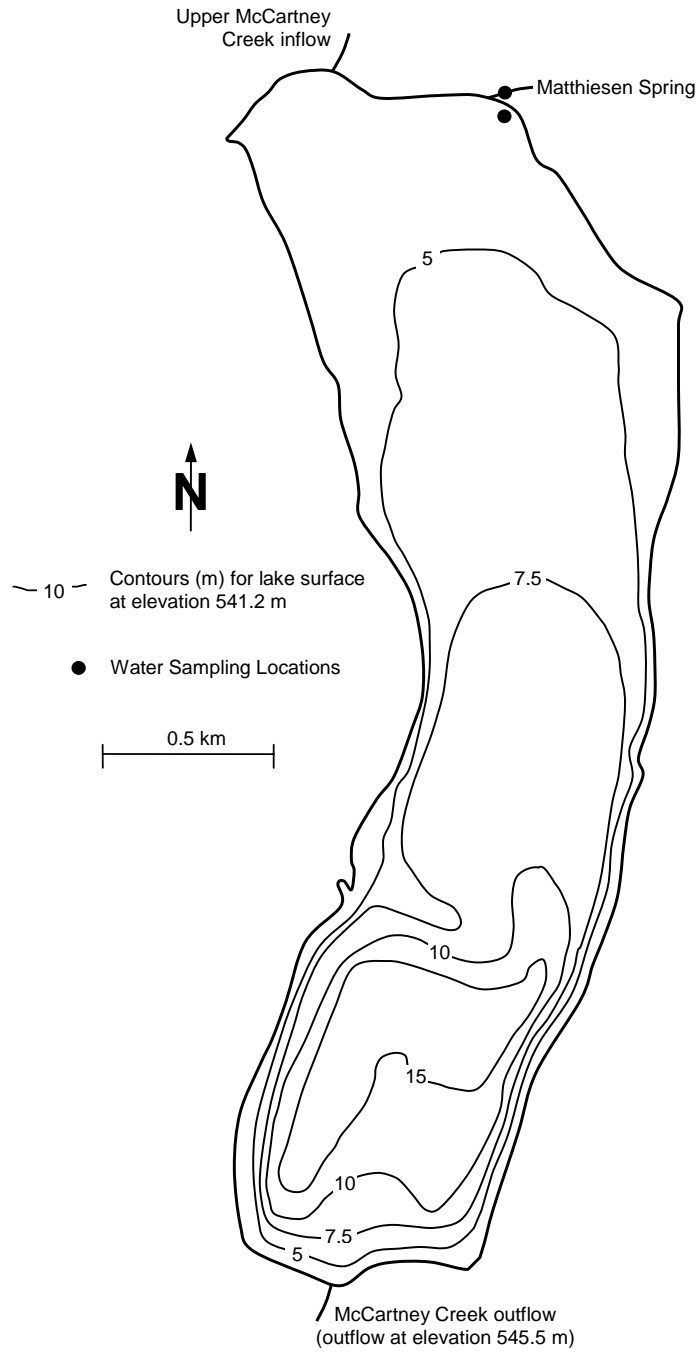 Upper McCartney
Creek inflow
Matthiesen Spring
5
N
10
Contours (m) for lake surface
at elevation 541.2 m
7.5
Water Sampling Locations
0.5 km
10
15
10
7.5
5
McCartney Creek outflow
(outflow at elevation 545.5 m)